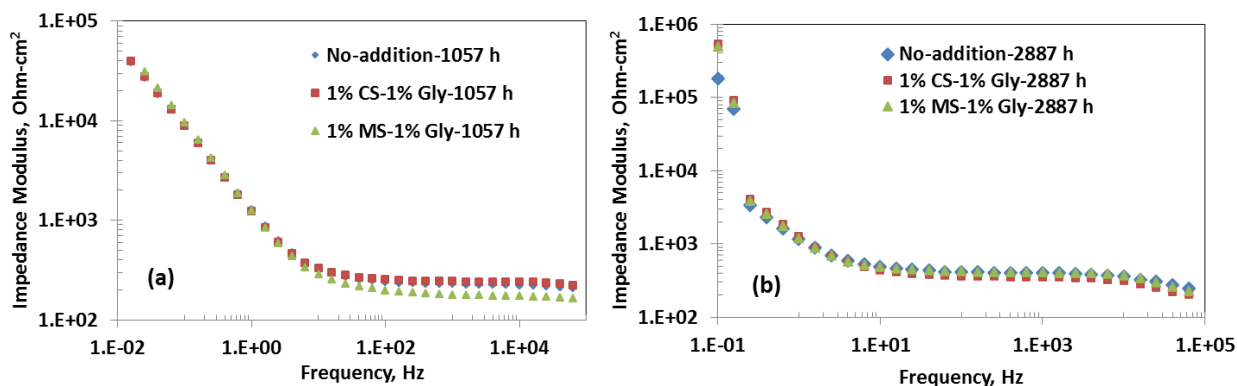 1.E+05
1.E+04
1.E+03
1.E+02
Impedance Modulus, Ohm-cm²
No-addition-1057 h
1% CS-1% Gly-1057 h
1% MS-1% Gly-1057 h
(a)
1.E-02
1.E+00
1.E+02
1.E+04
Frequency, Hz
1.E+06
1.E+05
1.E+04
1.E+03
1.E+02
Impedance Modulus, Ohm-cm²
No-addition-2887 h
1% CS-1% Gly-2887 h
1% MS-1% Gly-2887 h
(b)
1.E-01
1.E+01
1.E+03
1.E+05
Frequency, Hz